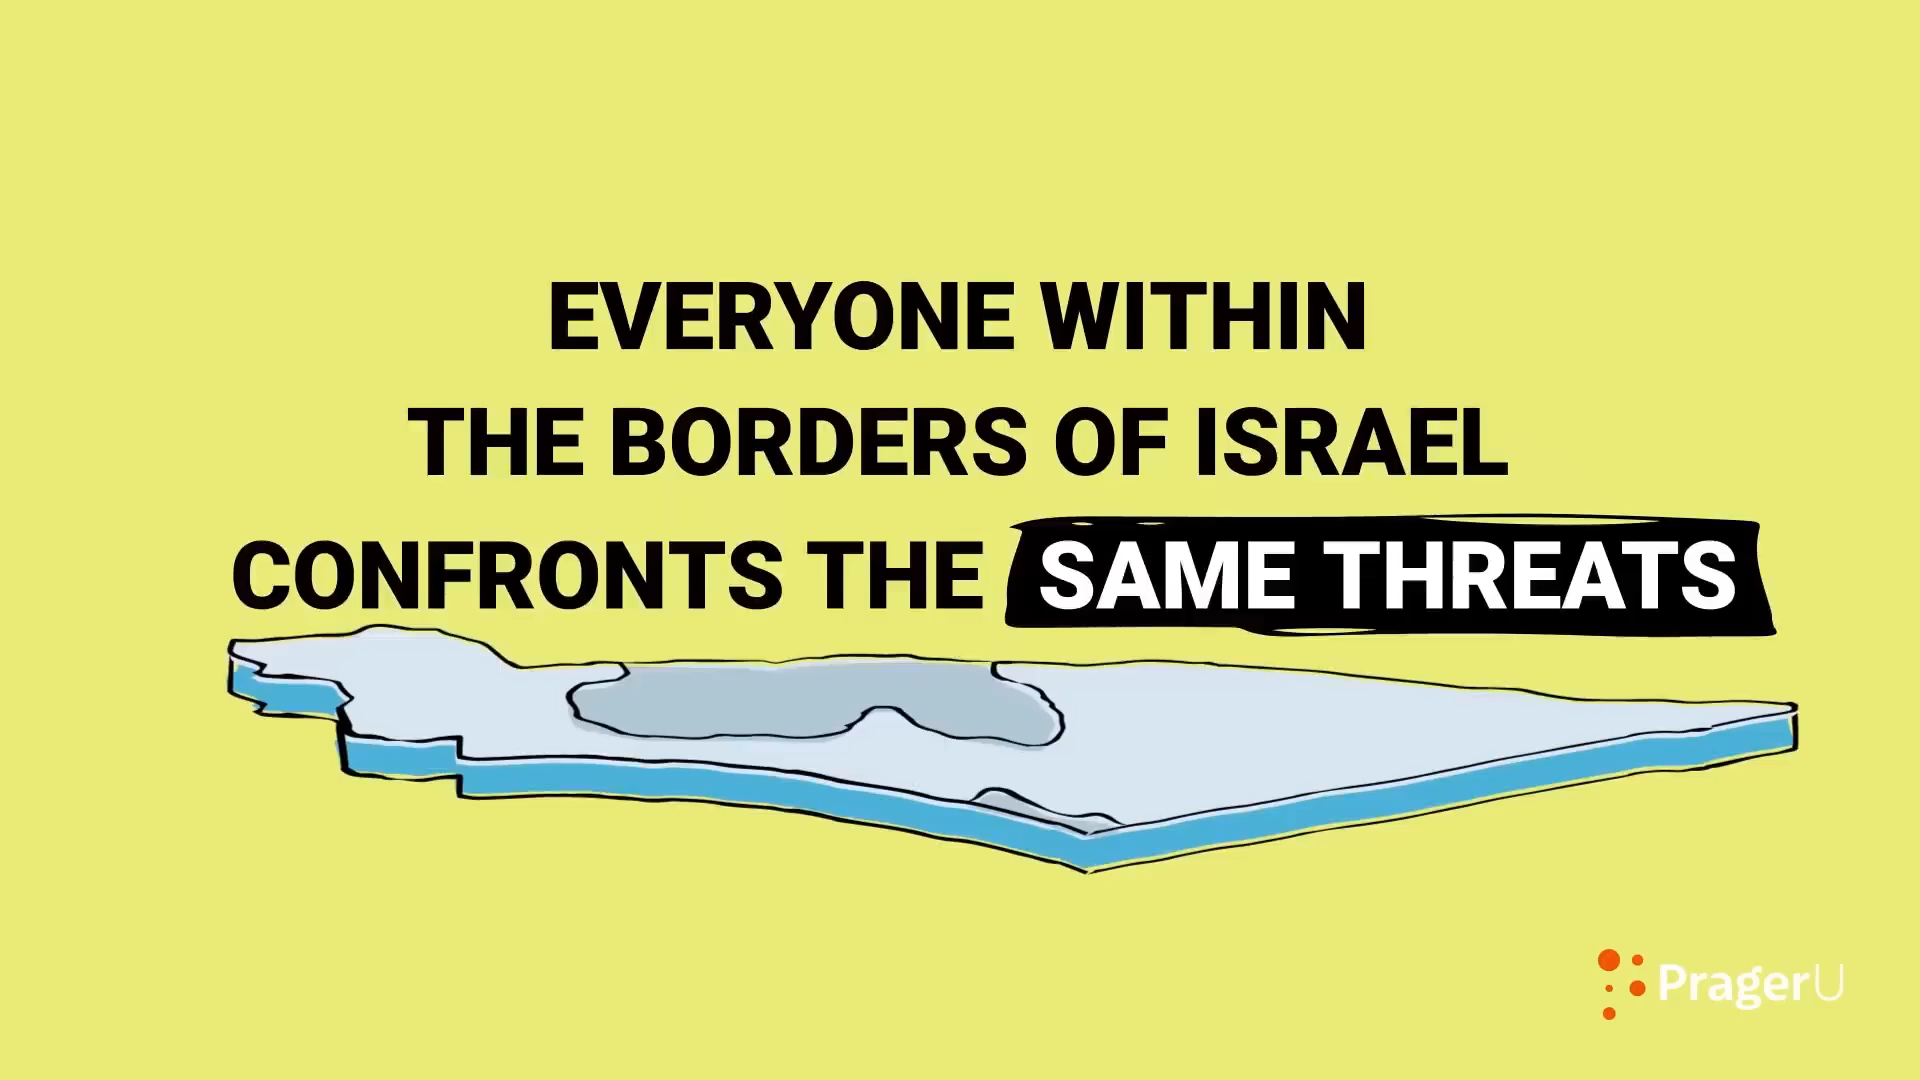 EVERYONE WITHIN
THE BORDERS OF ISRAEL
CONFRONTS THE SAME THREATS
PragerU